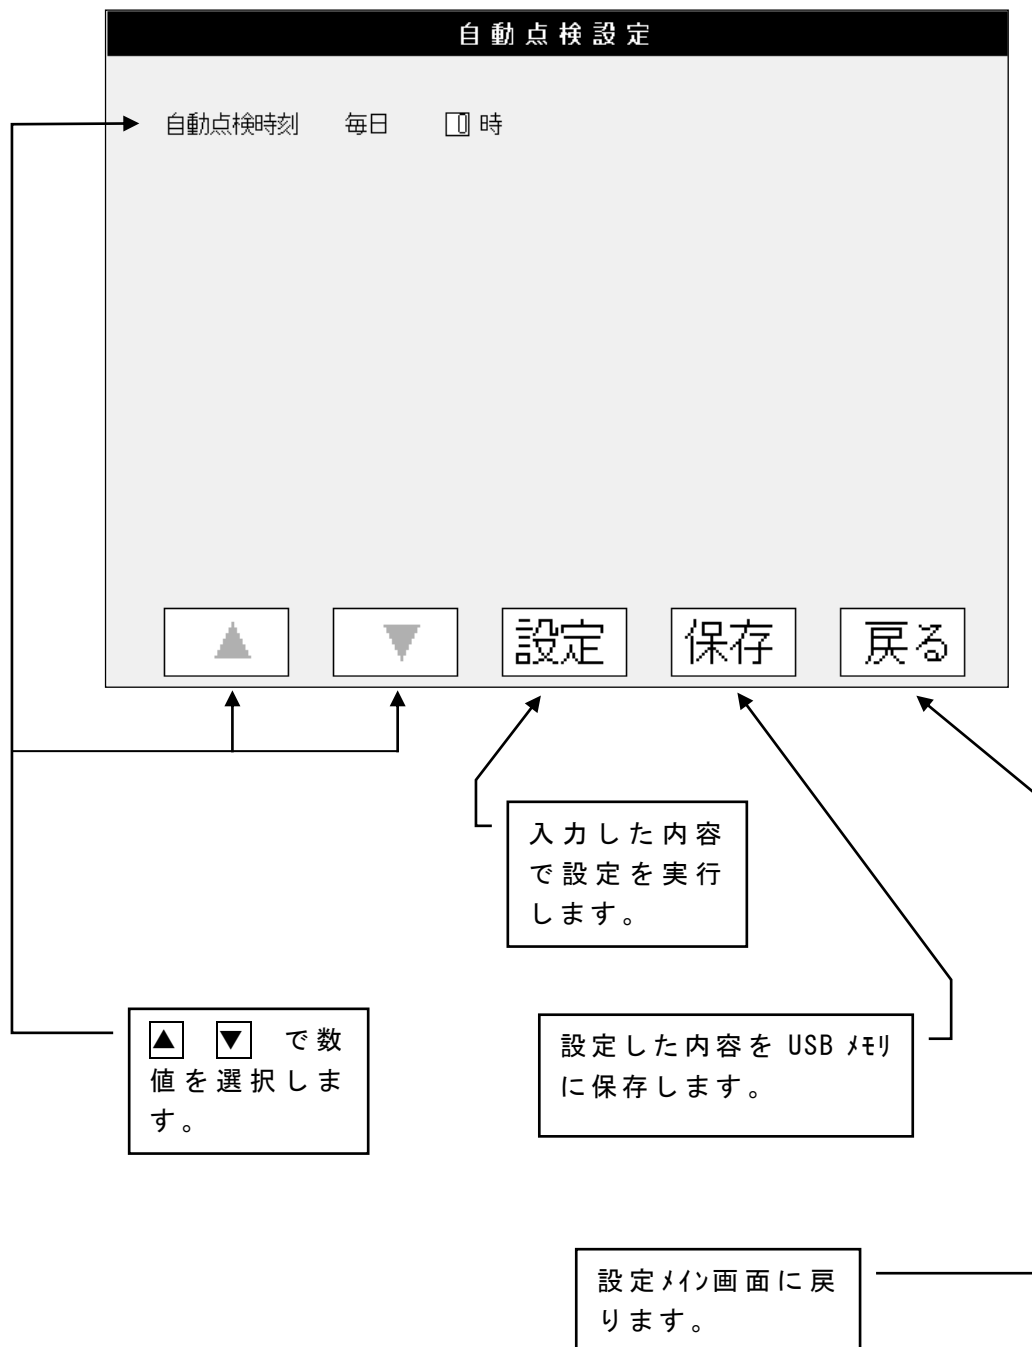 自動点検設定
自動点検時刻 毎日 0時
▲ ▼ 設定 保存 戻る
入力した内容
で設定を実行
します。
▲ ▼ で数
値を選択しま
す。
設定した内容を USB ﾒﾓﾘ
に保存します。
設定ﾒｲﾝ画面に戻
ります。